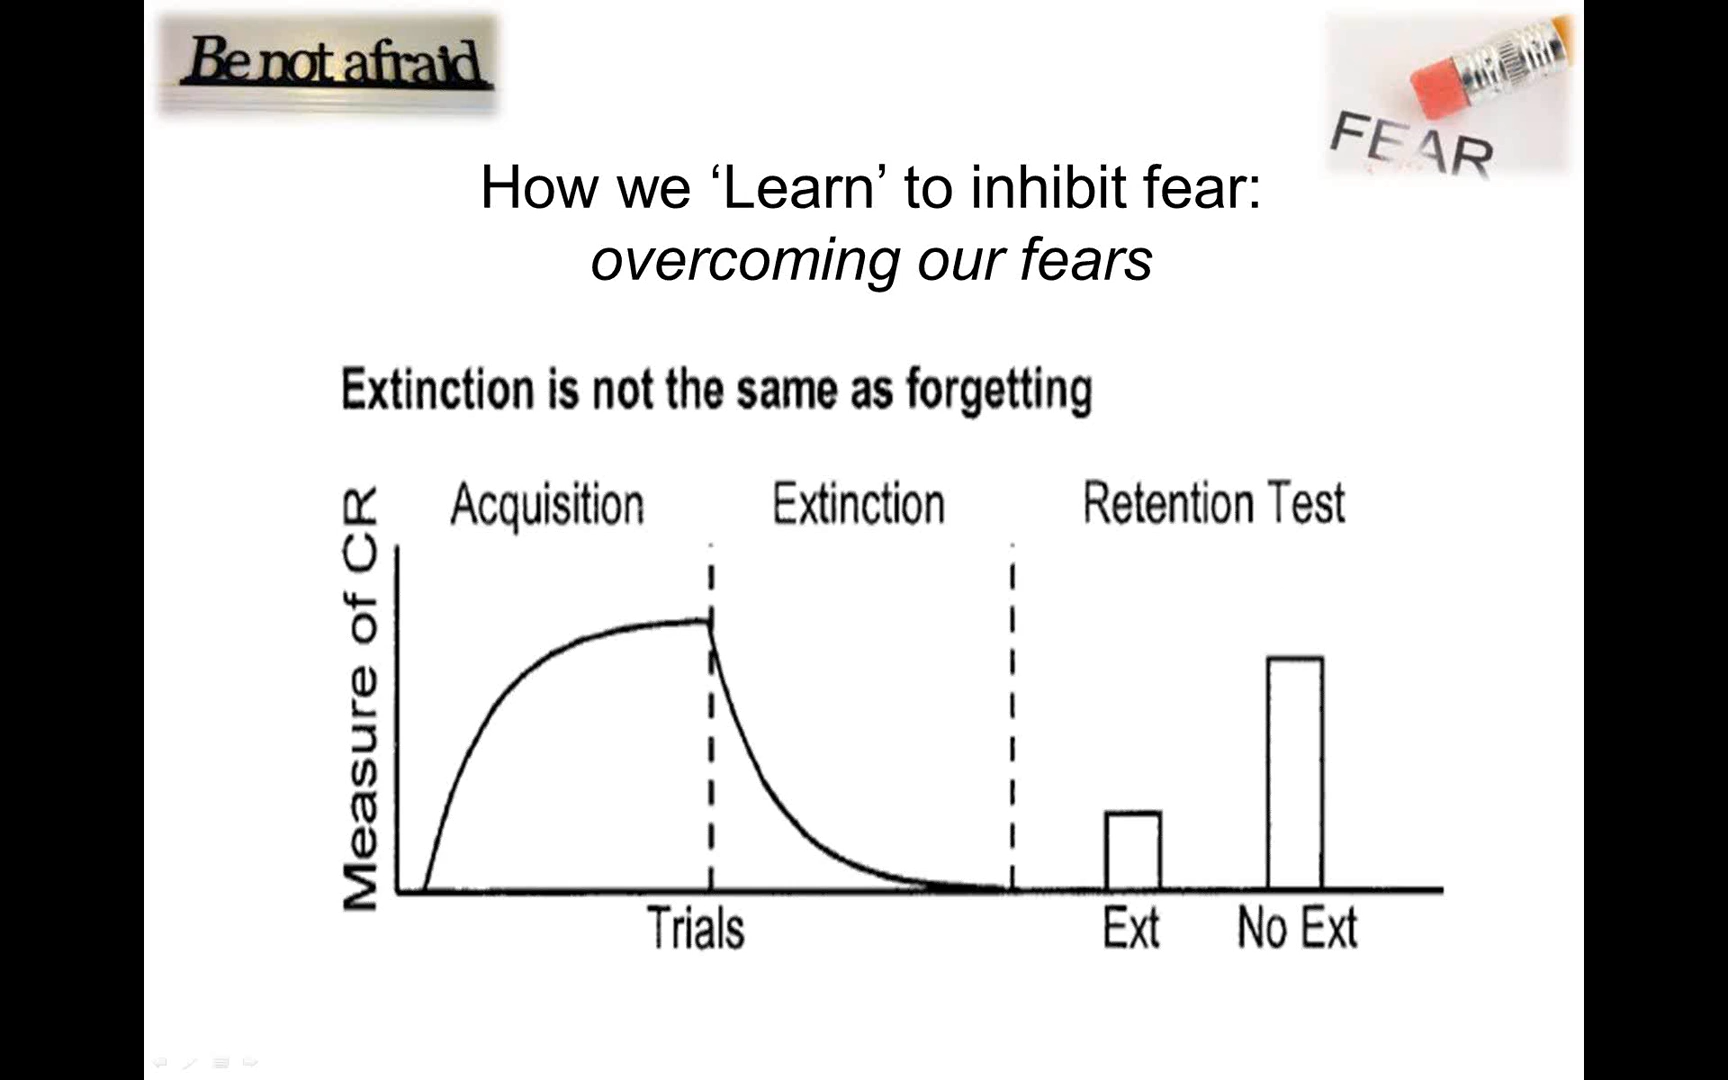 Be not afraid
FEAR
How we ‘Learn’ to inhibit fear:
overcoming our fears
Extinction is not the same as forgetting
Acquisition
Extinction
Retention Test
Measure of CR
Trials
Ext
No Ext